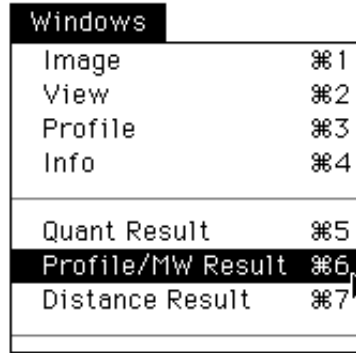 Windows
Image ⌘1
View ⌘2
Profile ⌘3
Info ⌘4
Quant Result ⌘5
Profile/MW Result ⌘6
Distance Result ⌘7